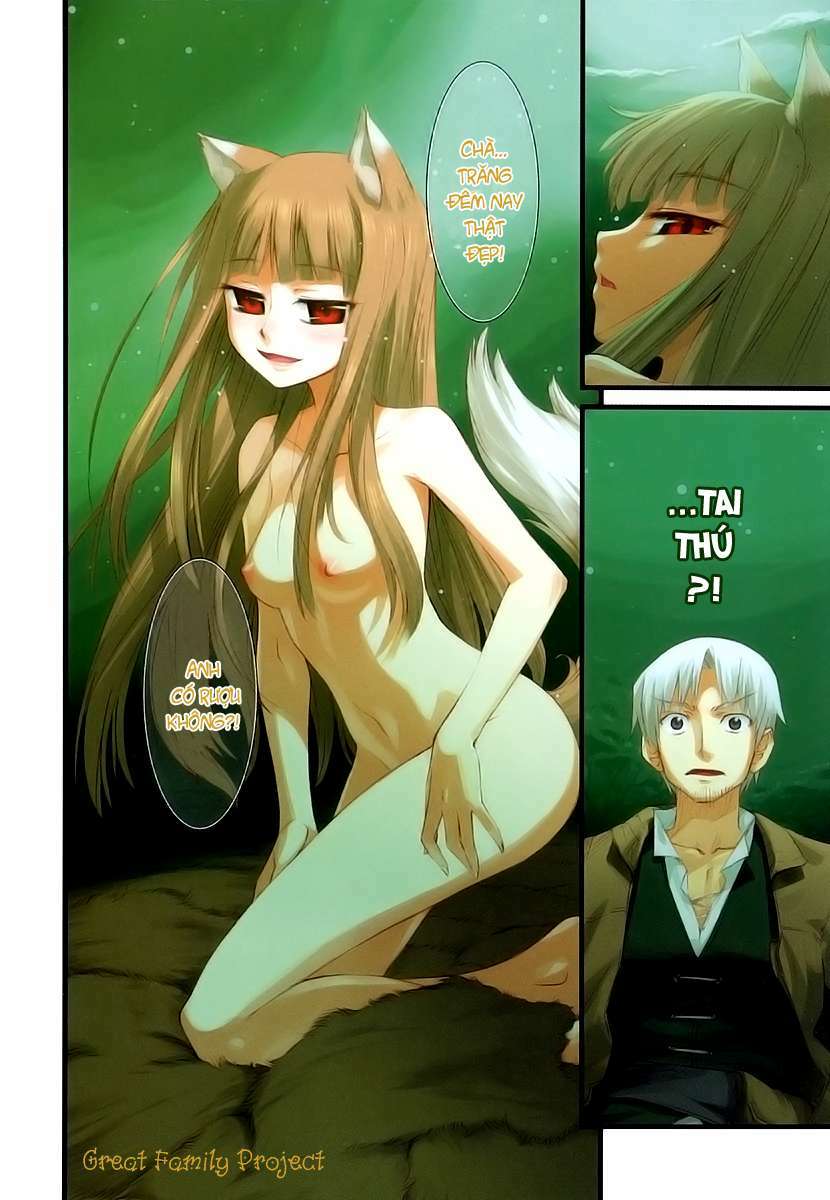 ...TAI
THÚ
?!
CHÀ...
TRĂNG
ĐÊM NAY
THẬT
ĐẸP!
ANH
CÓ RƯỢU
KHÔNG?!
Great Family Project